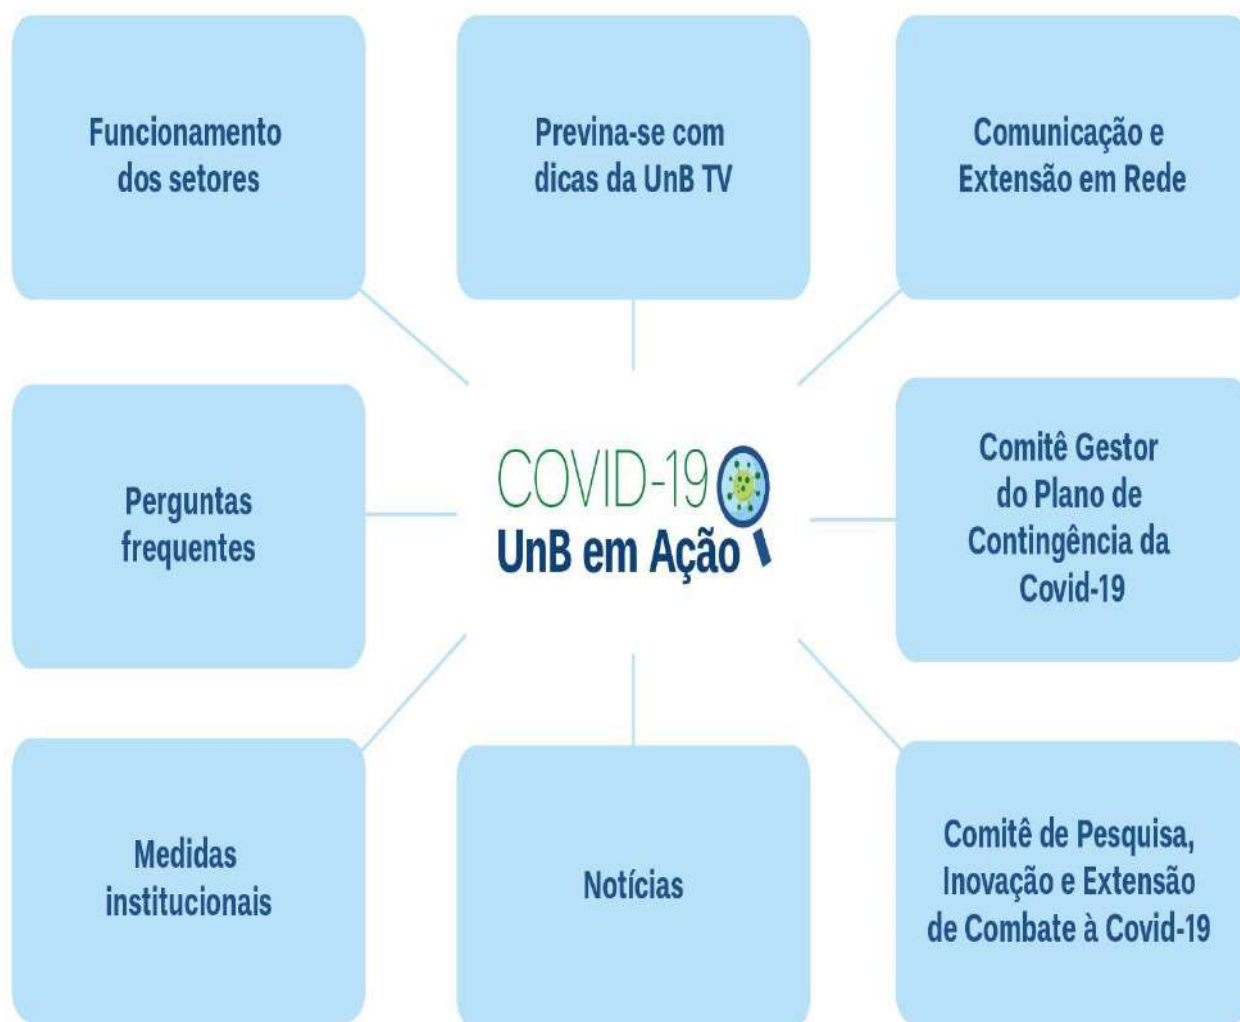 Funcionamento
dos setores
Previna-se com
dicas da UnB TV
Comunicação e
Extensão em Rede
Perguntas
frequentes
COVID-19
UnB em Ação
Comitê Gestor
do Plano de
Contingência da
Covid-19
Medidas
institucionais
Notícias
Comitê de Pesquisa,
Inovação e Extensão
de Combate à Covid-19